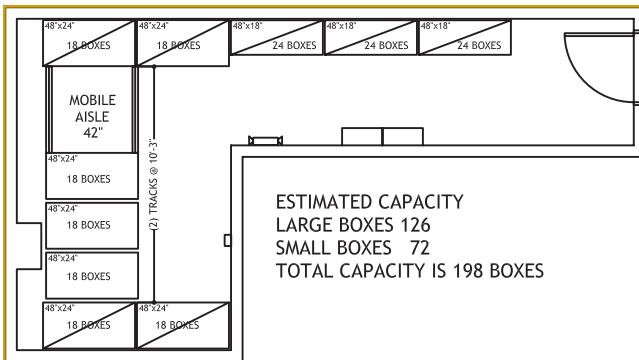 48"x24" 48"x24" 48"x18" 48"x18" 48"x18"
18 BOXES 18 BOXES 24 BOXES 24 BOXES 24 BOXES
MOBILE
AISLE
42"
(2) TRACKS @ 10'-3"
48"x24"
18 BOXES
48"x24"
18 BOXES
48"x24"
18 BOXES
48"x24" 48"x24"
18 BOXES 18 BOXES
ESTIMATED CAPACITY
LARGE BOXES 126
SMALL BOXES 72
TOTAL CAPACITY IS 198 BOXES